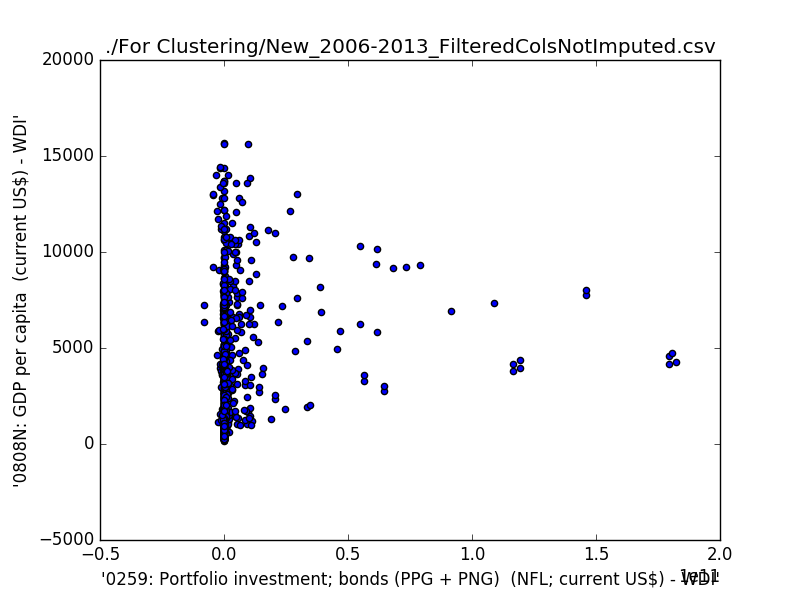 ./For Clustering/New_2006-2013_FilteredColsNotImputed.csv
20000
15000
10000
5000
0
−5000
'0808N: GDP per capita  (current US$) - WDI'
−0.5 0.0 0.5 1.0 1.5 2.0
1e11
'0259: Portfolio investment; bonds (PPG + PNG)  (NFL; current US$) - WDI'